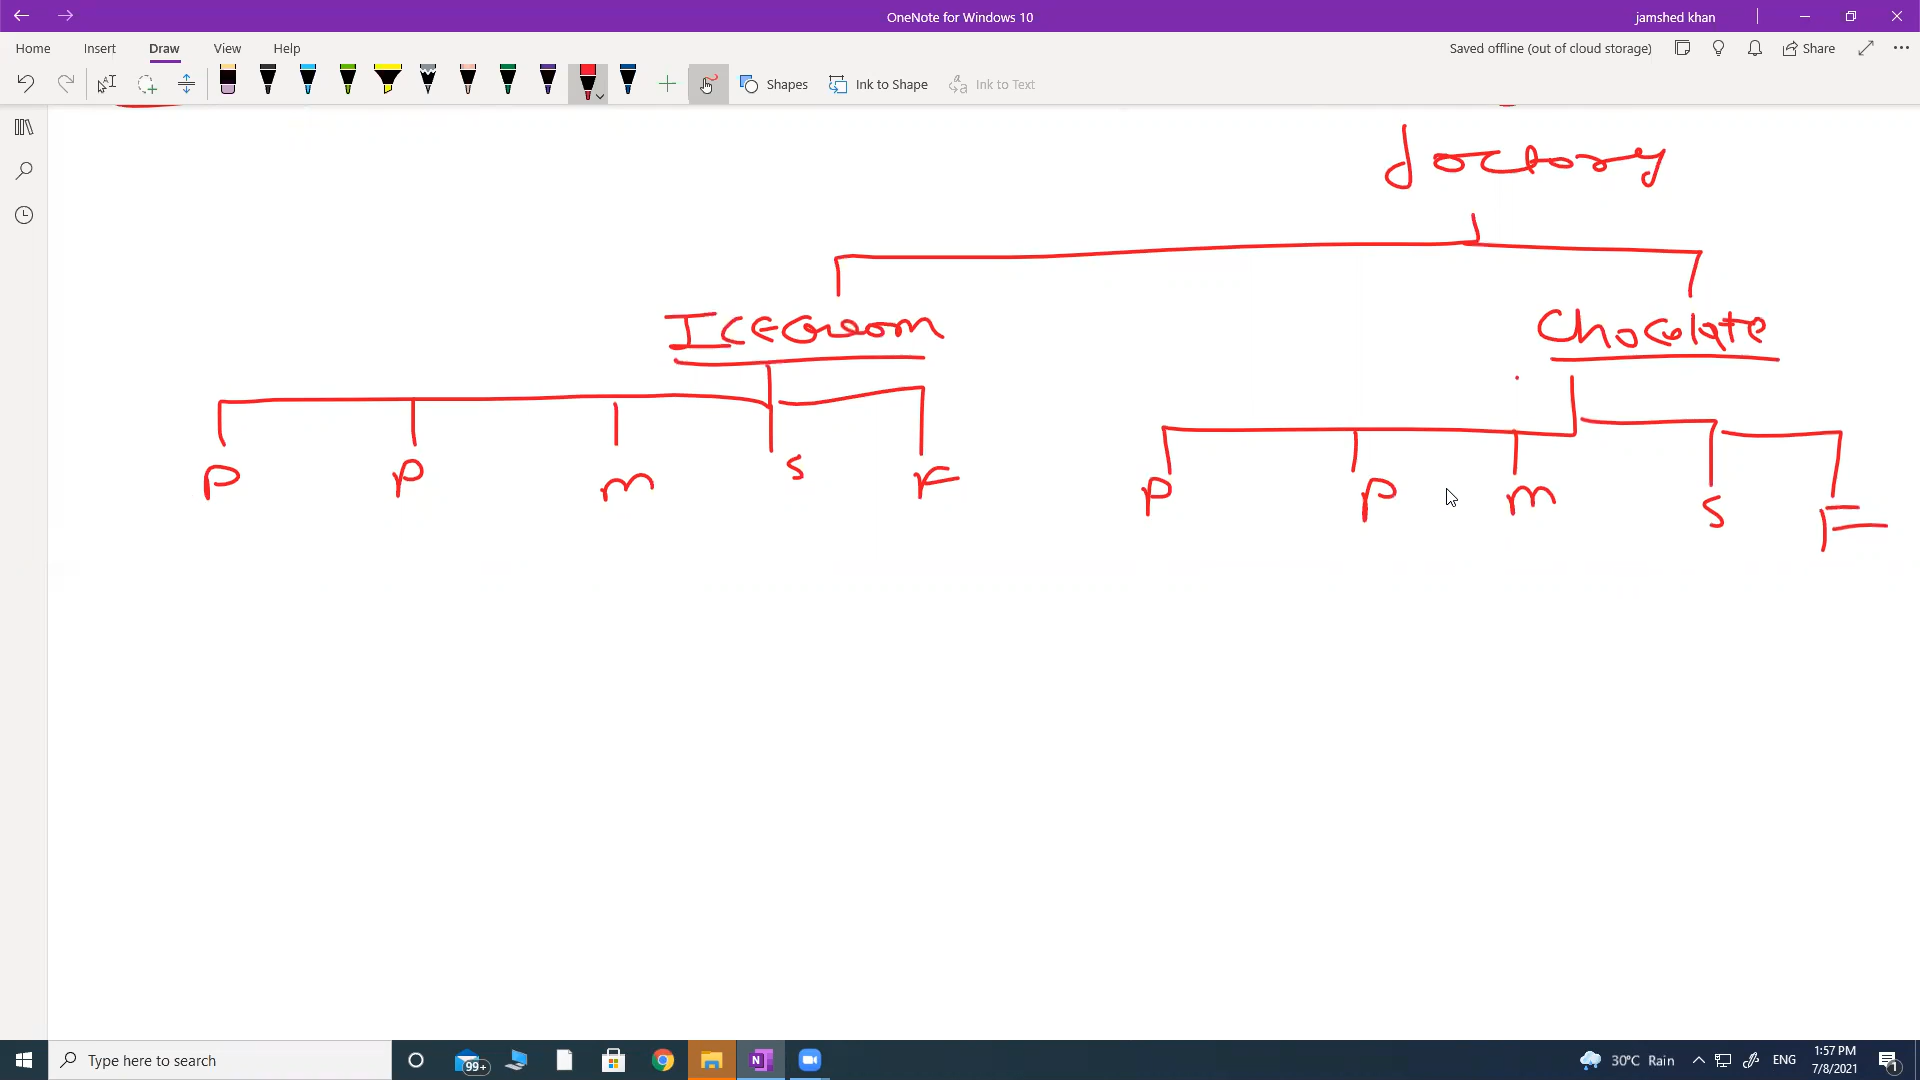 OneNote for Windows 10
jamshed khan
Home Insert Draw View Help
Saved offline (out of cloud storage)
Share
Shapes
Ink to Shape
Ink to Text
factory
Icecream
Chocolate
P P m S F
P P m S F
Type here to search
99+
N
30°C Rain
ENG
1:57 PM
7/8/2021
1